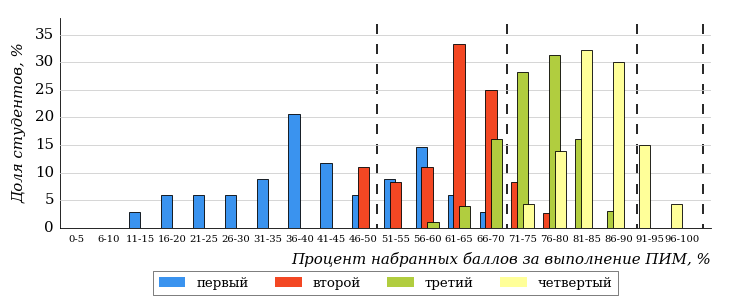 Доля студентов, %
35
30
25
20
15
10
5
0
0-5 6-10 11-15 16-20 21-25 26-30 31-35 36-40 41-45 46-50 51-55 56-60 61-65 66-70 71-75 76-80 81-85 86-90 91-95 96-100
Процент набранных баллов за выполнение ПИМ, %
первый второй третий четвертый